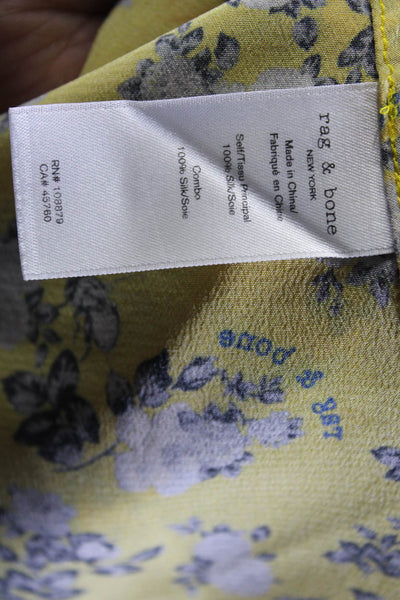 rag & bone
NEW YORK
Made in China/
Fabriqué en Chine
Self/Tissu Principal
100% Silk/Soie
Combo
100% Silk/Soie
RN# 108879
CA# 45760
rag & bone